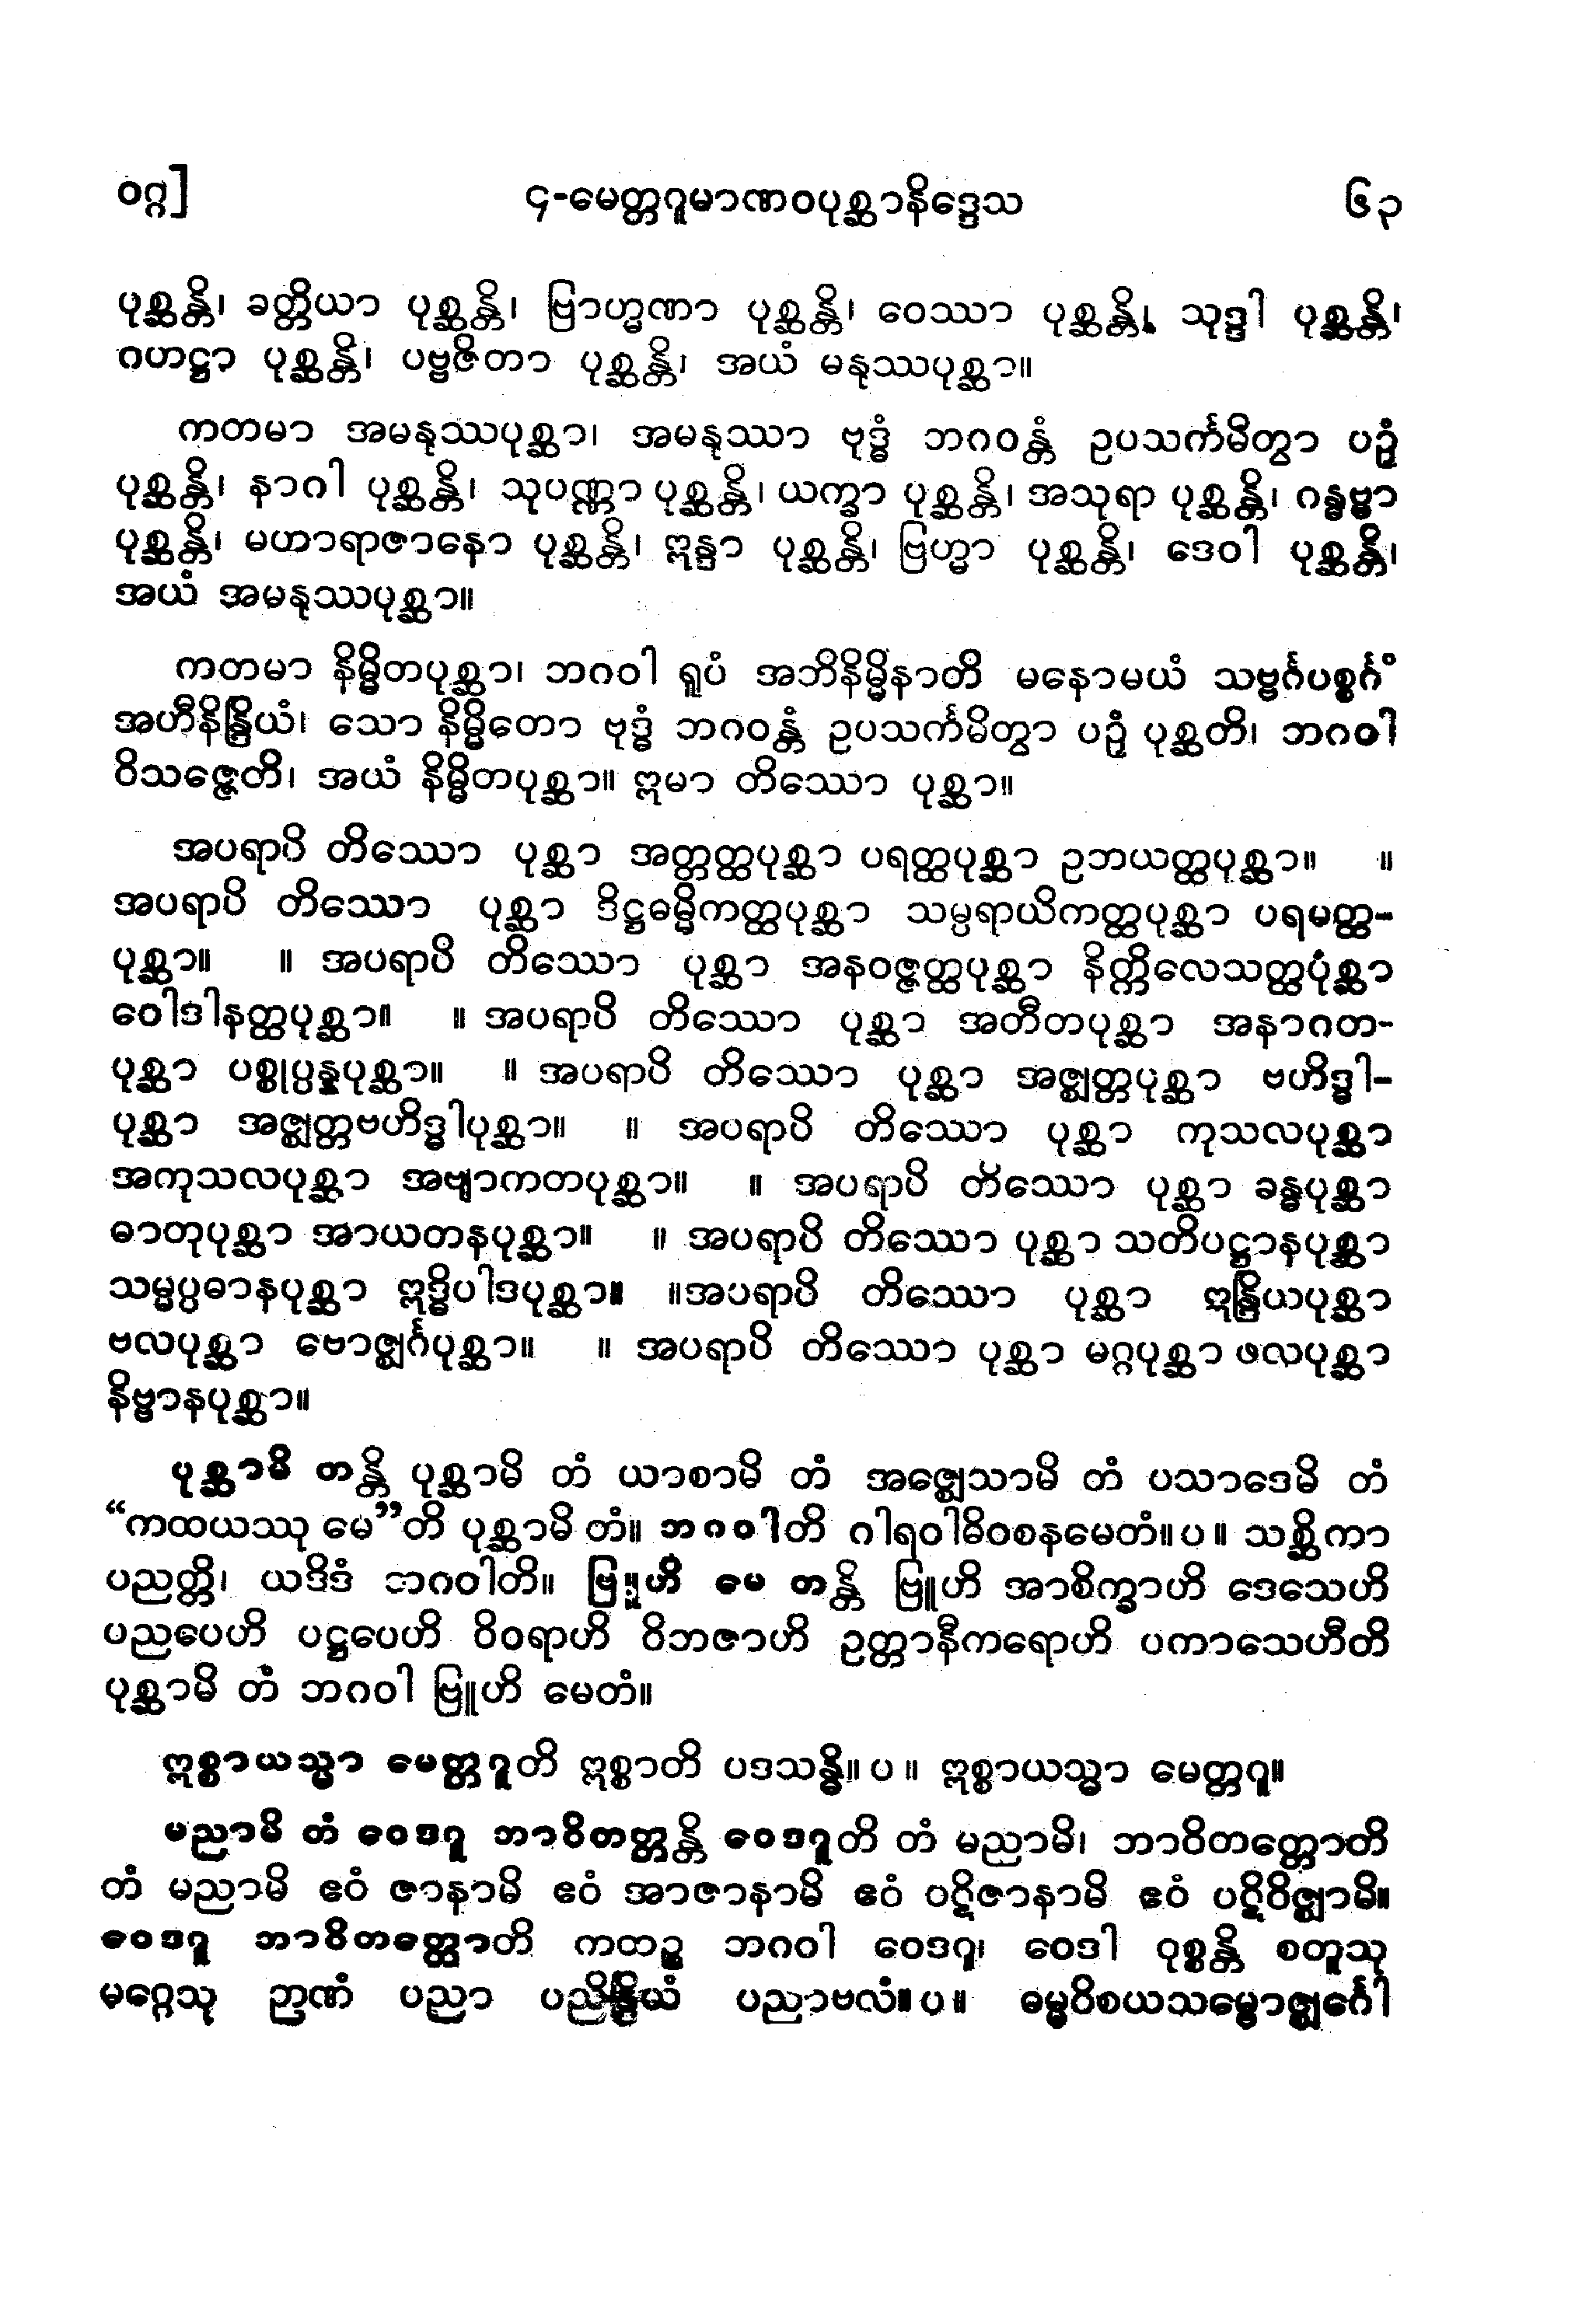 ဝဂ္ဂ] ၄-မေတ္တဂူမာဏဝပုစ္ဆာနိဒ္ဒေသ ၆၃
ပုစ္ဆန္တိ၊ ခတ္တိယာ ပုစ္ဆန္တိ၊ ဗြာဟ္မဏာ ပုစ္ဆန္တိ၊ ဝေဿာ ပုစ္ဆန္တိ၊ သုဒ္ဒါ ပုစ္ဆန္တိ၊
ဂဟဋ္ဌာ ပုစ္ဆန္တိ၊ ပဗ္ဗဇိတာ ပုစ္ဆန္တိ၊ အယံ မနုဿပုစ္ဆာ။
ကတမာ အမနုဿပုစ္ဆာ၊ အမနုဿာ ဗုဒ္ဓံ ဘဂဝန္တံ ဥပသင်္ကမိတွာ ပဉှံ
ပုစ္ဆန္တိ၊ နာဂါ ပုစ္ဆန္တိ၊ သုပဏ္ဏာ ပုစ္ဆန္တိ၊ ယက္ခာ ပုစ္ဆန္တိ၊ အသုရာ ပုစ္ဆန္တိ၊ ဂန္ဓဗ္ဗာ
ပုစ္ဆန္တိ၊ မဟာရာဇာနော ပုစ္ဆန္တိ၊ ဣန္ဒာ ပုစ္ဆန္တိ၊ ဗြဟ္မာ ပုစ္ဆန္တိ၊ ဒေဝါ ပုစ္ဆန္တိ၊
အယံ အမနုဿပုစ္ဆာ။
ကတမာ နိမ္မိတပုစ္ဆာ၊ ဘဂဝါ ရူပံ အဘိနိမ္မိနာတိ မနောမယံ သဗ္ဗင်္ဂပစ္စင်္ဂံ
အဟီနိန္ဒြိယံ၊ သော နိမ္မိတော ဗုဒ္ဓံ ဘဂဝန္တံ ဥပသင်္ကမိတွာ ပဉှံ ပုစ္ဆတိ၊ ဘဂဝါ
ဝိသဇ္ဇေတိ၊ အယံ နိမ္မိတပုစ္ဆာ။ ဣမာ တိဿော ပုစ္ဆာ။
အပရာပိ တိဿော ပုစ္ဆာ အတ္တတ္ထပုစ္ဆာ ပရတ္ထပုစ္ဆာ ဥဘယတ္ထပုစ္ဆာ။ ။
အပရာပိ တိဿော ပုစ္ဆာ ဒိဋ္ဌဓမ္မိကတ္ထပုစ္ဆာ သမ္ပရာယိကတ္ထပုစ္ဆာ ပရမတ္ထ-
ပုစ္ဆာ။ ။ အပရာပိ တိဿော ပုစ္ဆာ အနဝဇ္ဇတ္ထပုစ္ဆာ နိက္ကိလေသတ္ထပုစ္ဆာ
ဝေါဒါနတ္ထပုစ္ဆာ။ ။ အပရာပိ တိဿော ပုစ္ဆာ အတီတပုစ္ဆာ အနာဂတ-
ပုစ္ဆာ ပစ္စုပ္ပန္နပုစ္ဆာ။ ။ အပရာပိ တိဿော ပုစ္ဆာ အဇ္ဈတ္တပုစ္ဆာ ဗဟိဒ္ဓါ-
ပုစ္ဆာ အဇ္ဈတ္တဗဟိဒ္ဓါပုစ္ဆာ။ ။ အပရာပိ တိဿော ပုစ္ဆာ ကုသလပုစ္ဆာ
အကုသလပုစ္ဆာ အဗျာကတပုစ္ဆာ။ ။ အပရာပိ တိဿော ပုစ္ဆာ ခန္ဓပုစ္ဆာ
ဓာတုပုစ္ဆာ အာယတနပုစ္ဆာ။ ။ အပရာပိ တိဿော ပုစ္ဆာ သတိပဋ္ဌာနပုစ္ဆာ
သမ္မပ္ပဓာနပုစ္ဆာ ဣဒ္ဓိပါဒပုစ္ဆာ။ ။အပရာပိ တိဿော ပုစ္ဆာ ဣန္ဒြိယပုစ္ဆာ
ဗလပုစ္ဆာ ဗောဇ္ဈင်္ဂပုစ္ဆာ။ ။ အပရာပိ တိဿော ပုစ္ဆာ မဂ္ဂပုစ္ဆာ ဖလပုစ္ဆာ
နိဗ္ဗာနပုစ္ဆာ။
ပုစ္ဆာမိ တန္တိ ပုစ္ဆာမိ တံ ယာစာမိ တံ အဇ္ဈေသာမိ တံ ပသာဒေမိ တံ
“ကထယဿု မေ”တိ ပုစ္ဆာမိ တံ။ ဘဂဝါတိ ဂါရဝါဓိဝစနမေတံ။ ပ ။ သစ္ဆိကာ
ပညတ္တိ၊ ယဒိဒံ ဘဂဝါတိ။ ဗြူဟိ မေ တန္တိ ဗြူဟိ အာစိက္ခာဟိ ဒေသေဟိ
ပညပေဟိ ပဋ္ဌပေဟိ ဝိဝရာဟိ ဝိဘဇာဟိ ဥတ္တာနီကရောဟိ ပကာသေဟီတိ
ပုစ္ဆာမိ တံ ဘဂဝါ ဗြူဟိ မေတံ။
ဣစ္စာယသ္မာ မေတ္တဂူတိ ဣစ္စာတိ ပဒသန္ဓိ။ ပ ။ ဣစ္စာယသ္မာ မေတ္တဂူ။
မညာမိ တံ ဝေဒဂူ ဘာဝိတတ္တန္တိ ဝေဒဂူတိ တံ မညာမိ၊ ဘာဝိတတ္တောတိ
တံ မညာမိ ဧဝံ ဇာနာမိ ဧဝံ အာဇာနာမိ ဧဝံ ပဋိဇာနာမိ ဧဝံ ပဋိဝိဇ္ဈာမိ။
ဝေဒဂူ ဘာဝိတတ္တောတိ ကထဉ္စ ဘဂဝါ ဝေဒဂူ၊ ဝေဒါ ဝုစ္စန္တိ စတူသု
မဂ္ဂေသု ဉာဏံ ပညာ ပညိန္ဒြိယံ ပညာဗလံ။ ပ ။ ဓမ္မဝိစယသမ္ဗောဇ္ဈင်္ဂေါ